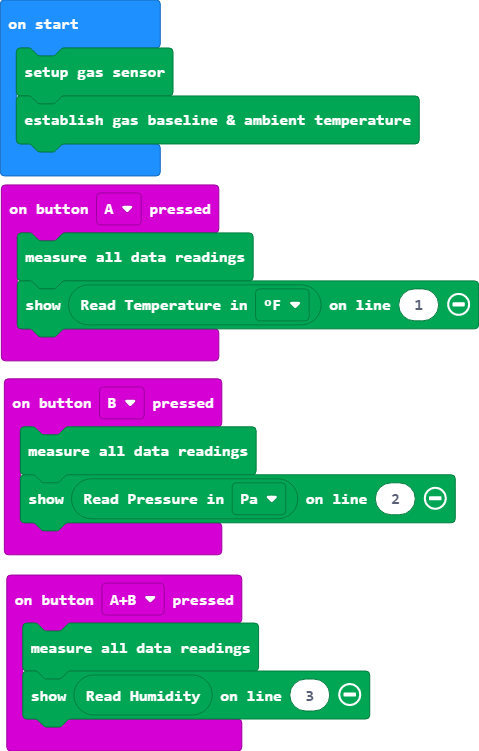 on start
setup gas sensor
establish gas baseline & ambient temperature
on button A pressed
measure all data readings
show Read Temperature in ºF on line 1
on button B pressed
measure all data readings
show Read Pressure in Pa on line 2
on button A+B pressed
measure all data readings
show Read Humidity on line 3